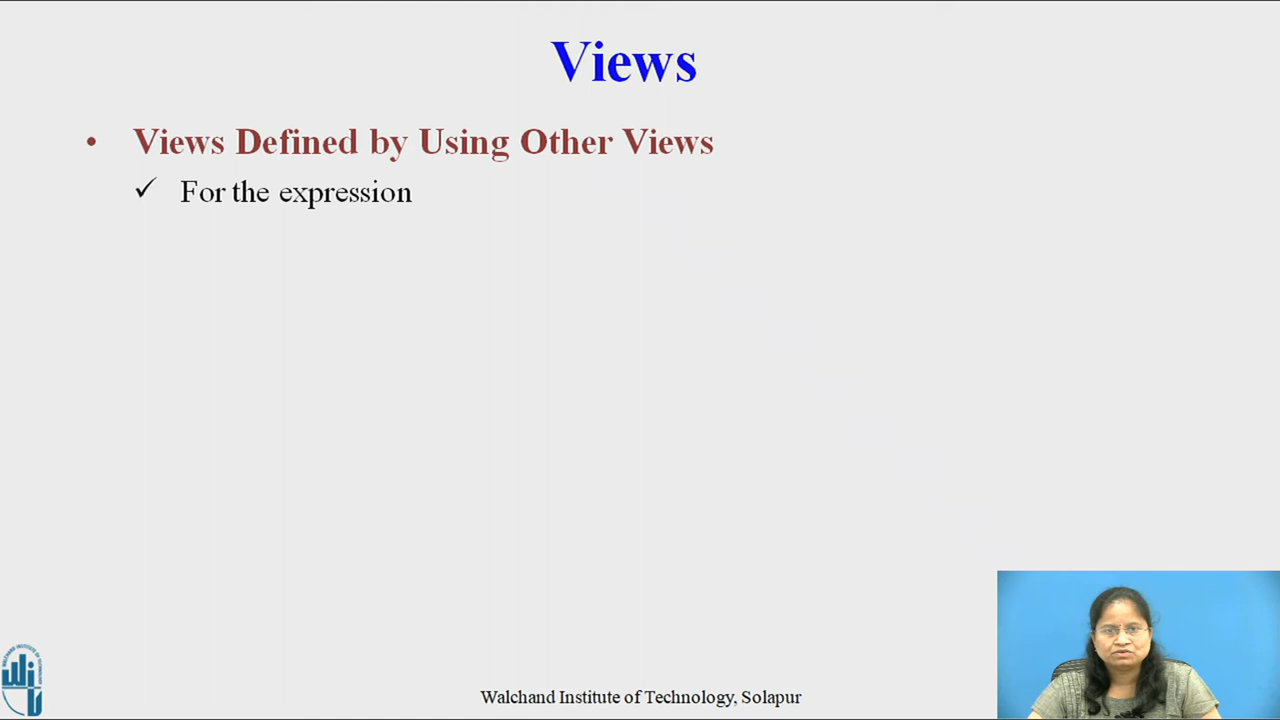 Views
• Views Defined by Using Other Views
✓ For the expression
Walchand Institute of Technology, Solapur